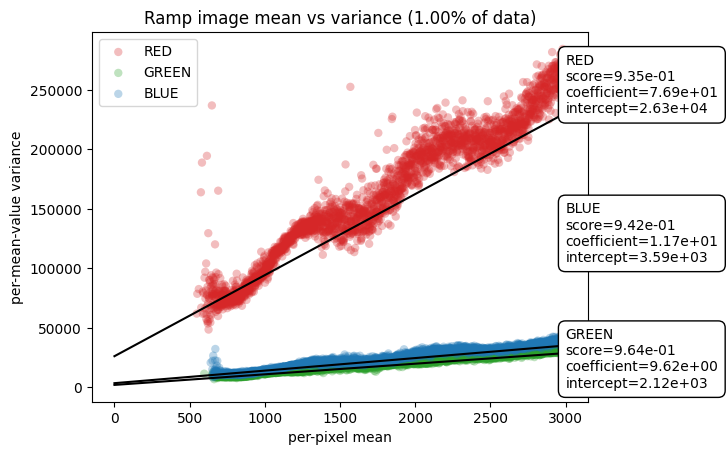 Ramp image mean vs variance (1.00% of data)
RED
GREEN
BLUE
RED
score=9.35e-01
coefficient=7.69e+01
intercept=2.63e+04
BLUE
score=9.42e-01
coefficient=1.17e+01
intercept=3.59e+03
GREEN
score=9.64e-01
coefficient=9.62e+00
intercept=2.12e+03
per-mean-value variance
250000
200000
150000
100000
50000
0
0
500
1000
1500
2000
2500
3000
per-pixel mean